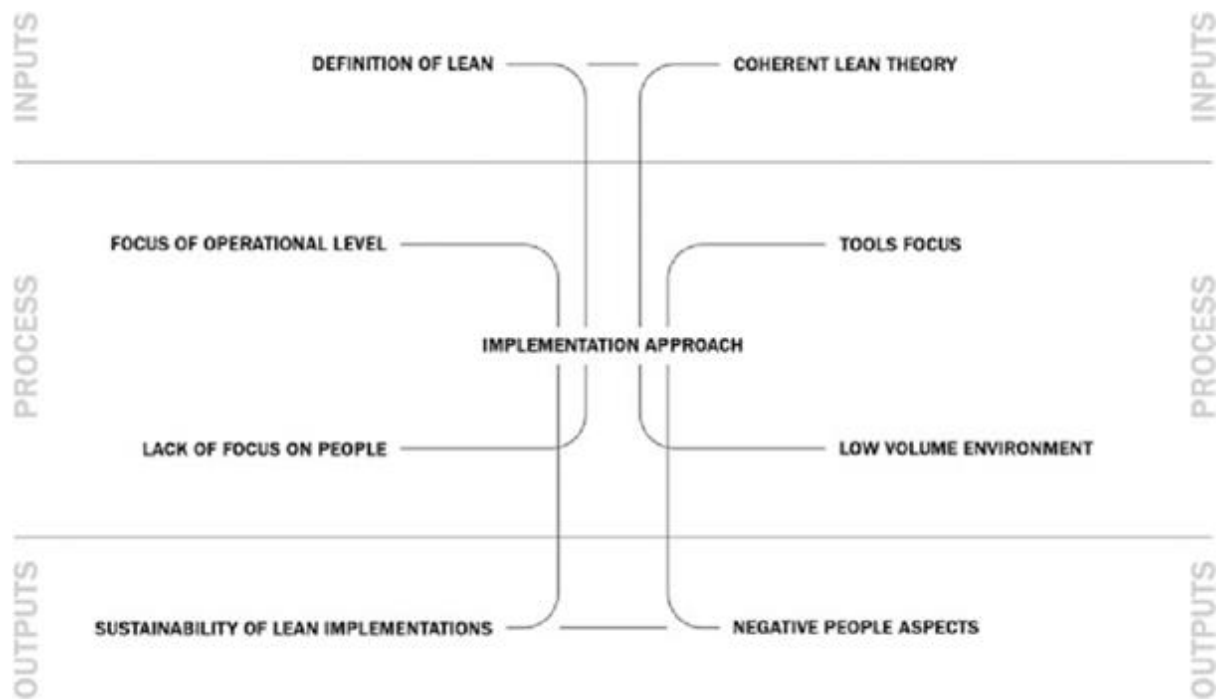 INPUTS
INPUTS
DEFINITION OF LEAN
COHERENT LEAN THEORY
PROCESS
PROCESS
FOCUS OF OPERATIONAL LEVEL
TOOLS FOCUS
IMPLEMENTATION APPROACH
LACK OF FOCUS ON PEOPLE
LOW VOLUME ENVIRONMENT
OUTPUTS
OUTPUTS
SUSTAINABILITY OF LEAN IMPLEMENTATIONS
NEGATIVE PEOPLE ASPECTS